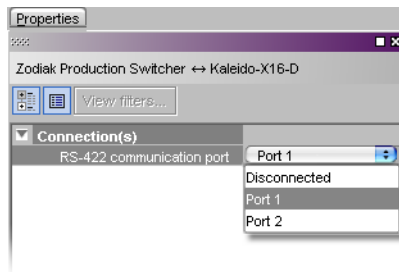 Properties
Zodiak Production Switcher ↔ Kaleido-X16-D
View filters...
Connection(s)
RS-422 communication port Port 1
Disconnected
Port 1
Port 2